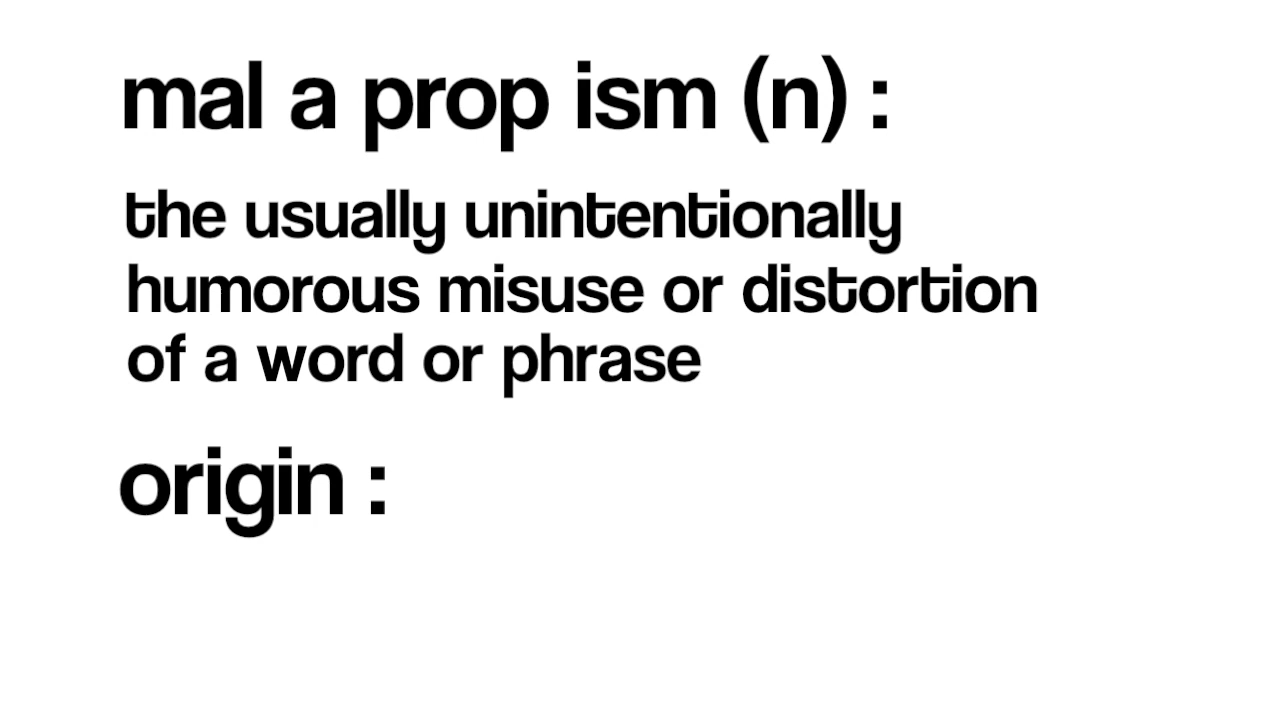 mal a prop ism (n) :
the usually unintentionally
humorous misuse or distortion
of a word or phrase
origin :